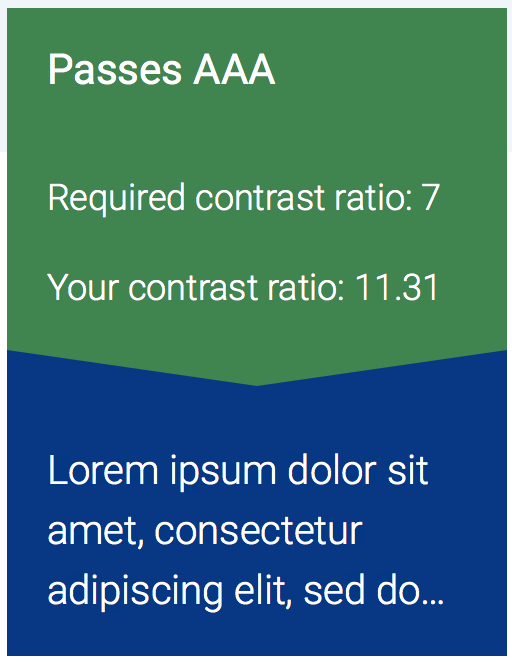 Passes AAA
Required contrast ratio: 7
Your contrast ratio: 11.31
Lorem ipsum dolor sit
amet, consectetur
adipiscing elit, sed do...